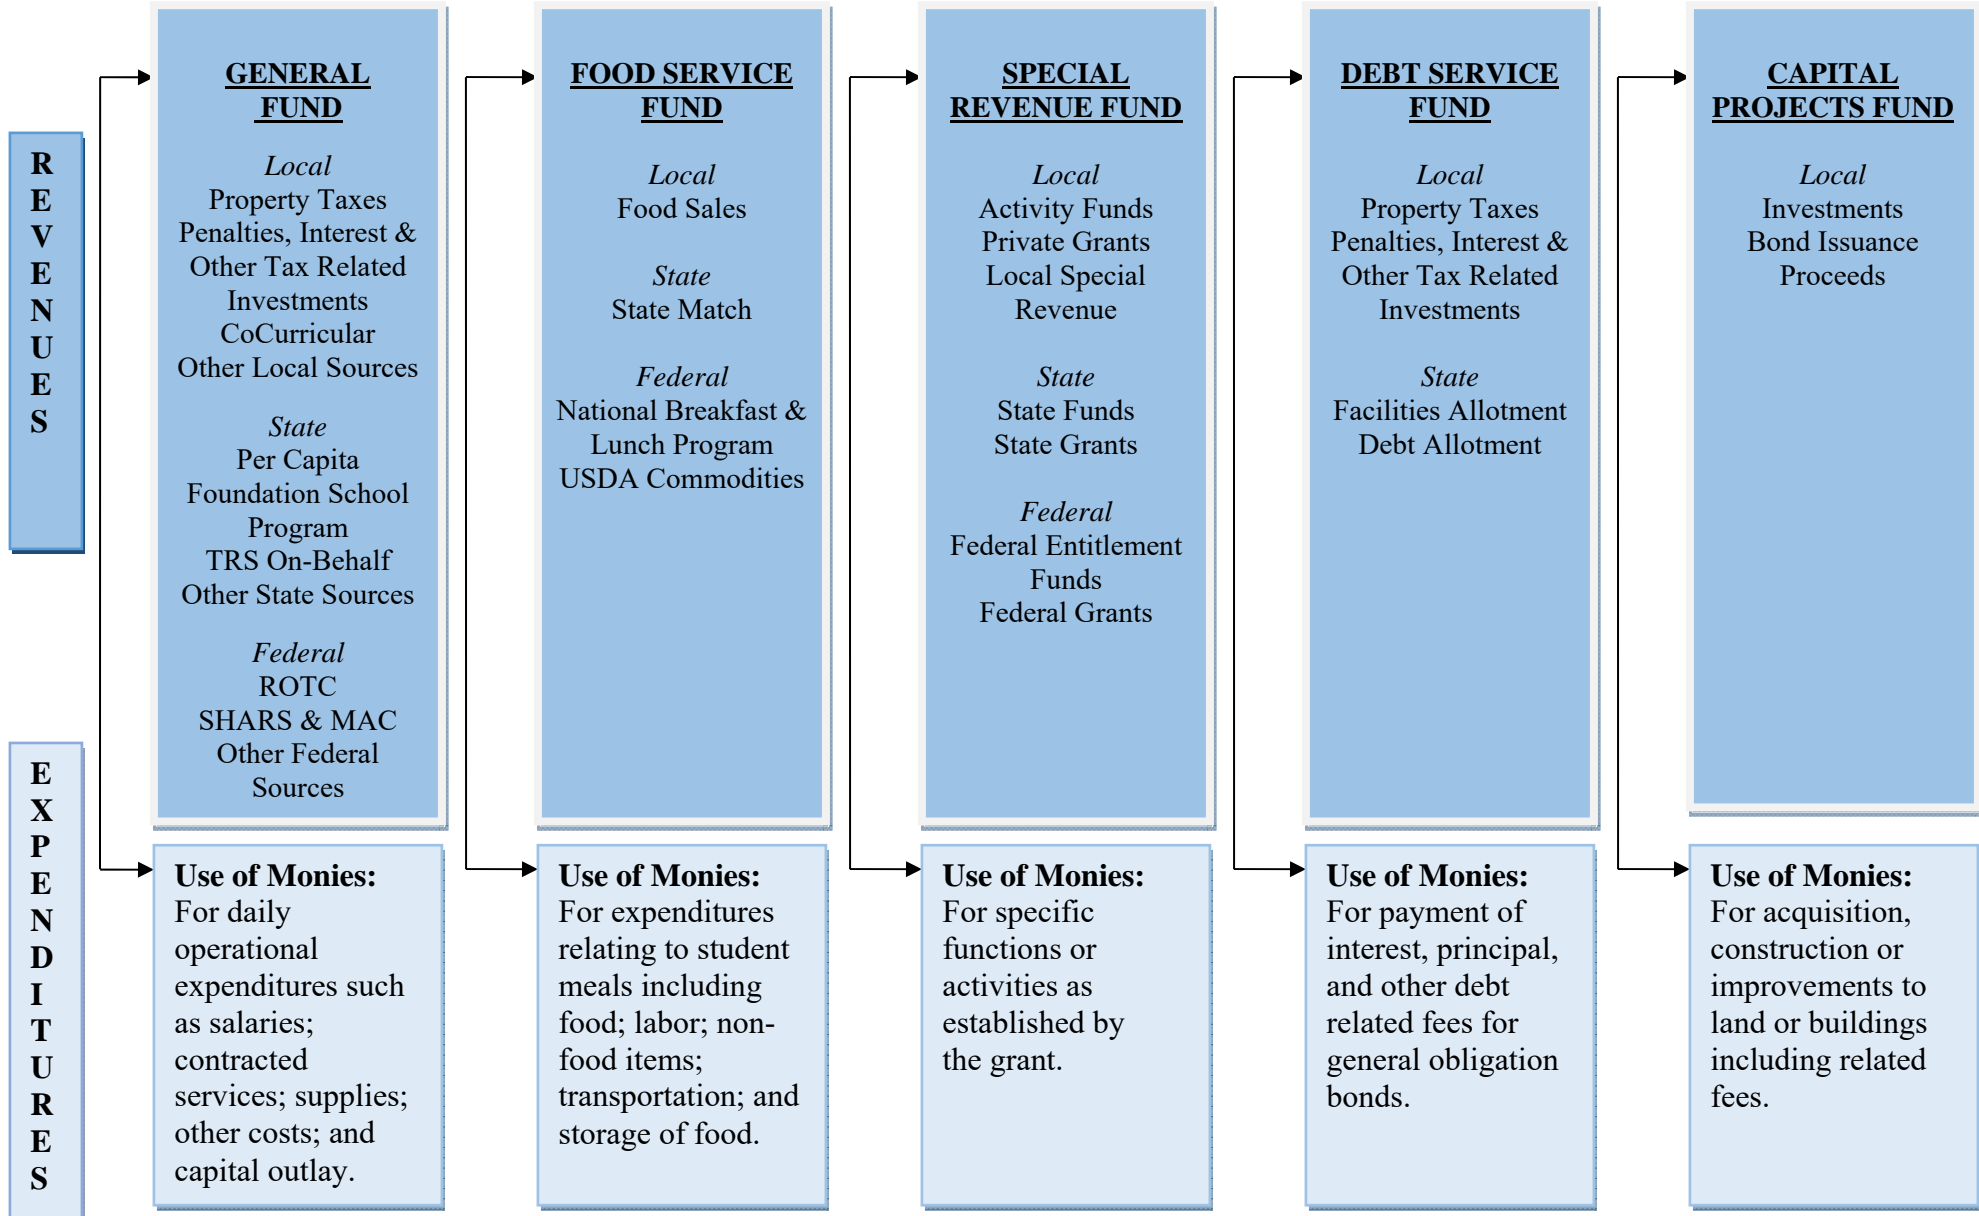 REVENUES
GENERAL
FUND
Local
Property Taxes
Penalties, Interest &
Other Tax Related
Investments
CoCurricular
Other Local Sources
State
Per Capita
Foundation School
Program
TRS On-Behalf
Other State Sources
Federal
ROTC
SHARS & MAC
Other Federal
Sources
FOOD SERVICE
FUND
Local
Food Sales
State
State Match
Federal
National Breakfast &
Lunch Program
USDA Commodities
SPECIAL
REVENUE FUND
Local
Activity Funds
Private Grants
Local Special
Revenue
State
State Funds
State Grants
Federal
Federal Entitlement
Funds
Federal Grants
DEBT SERVICE
FUND
Local
Property Taxes
Penalties, Interest &
Other Tax Related
Investments
State
Facilities Allotment
Debt Allotment
CAPITAL
PROJECTS FUND
Local
Investments
Bond Issuance
Proceeds
EXPENDITURES
Use of Monies:
For daily
operational
expenditures such
as salaries;
contracted
services; supplies;
other costs; and
capital outlay.
Use of Monies:
For expenditures
relating to student
meals including
food; labor; non-
food items;
transportation; and
storage of food.
Use of Monies:
For specific
functions or
activities as
established by
the grant.
Use of Monies:
For payment of
interest, principal,
and other debt
related fees for
general obligation
bonds.
Use of Monies:
For acquisition,
construction or
improvements to
land or buildings
including related
fees.